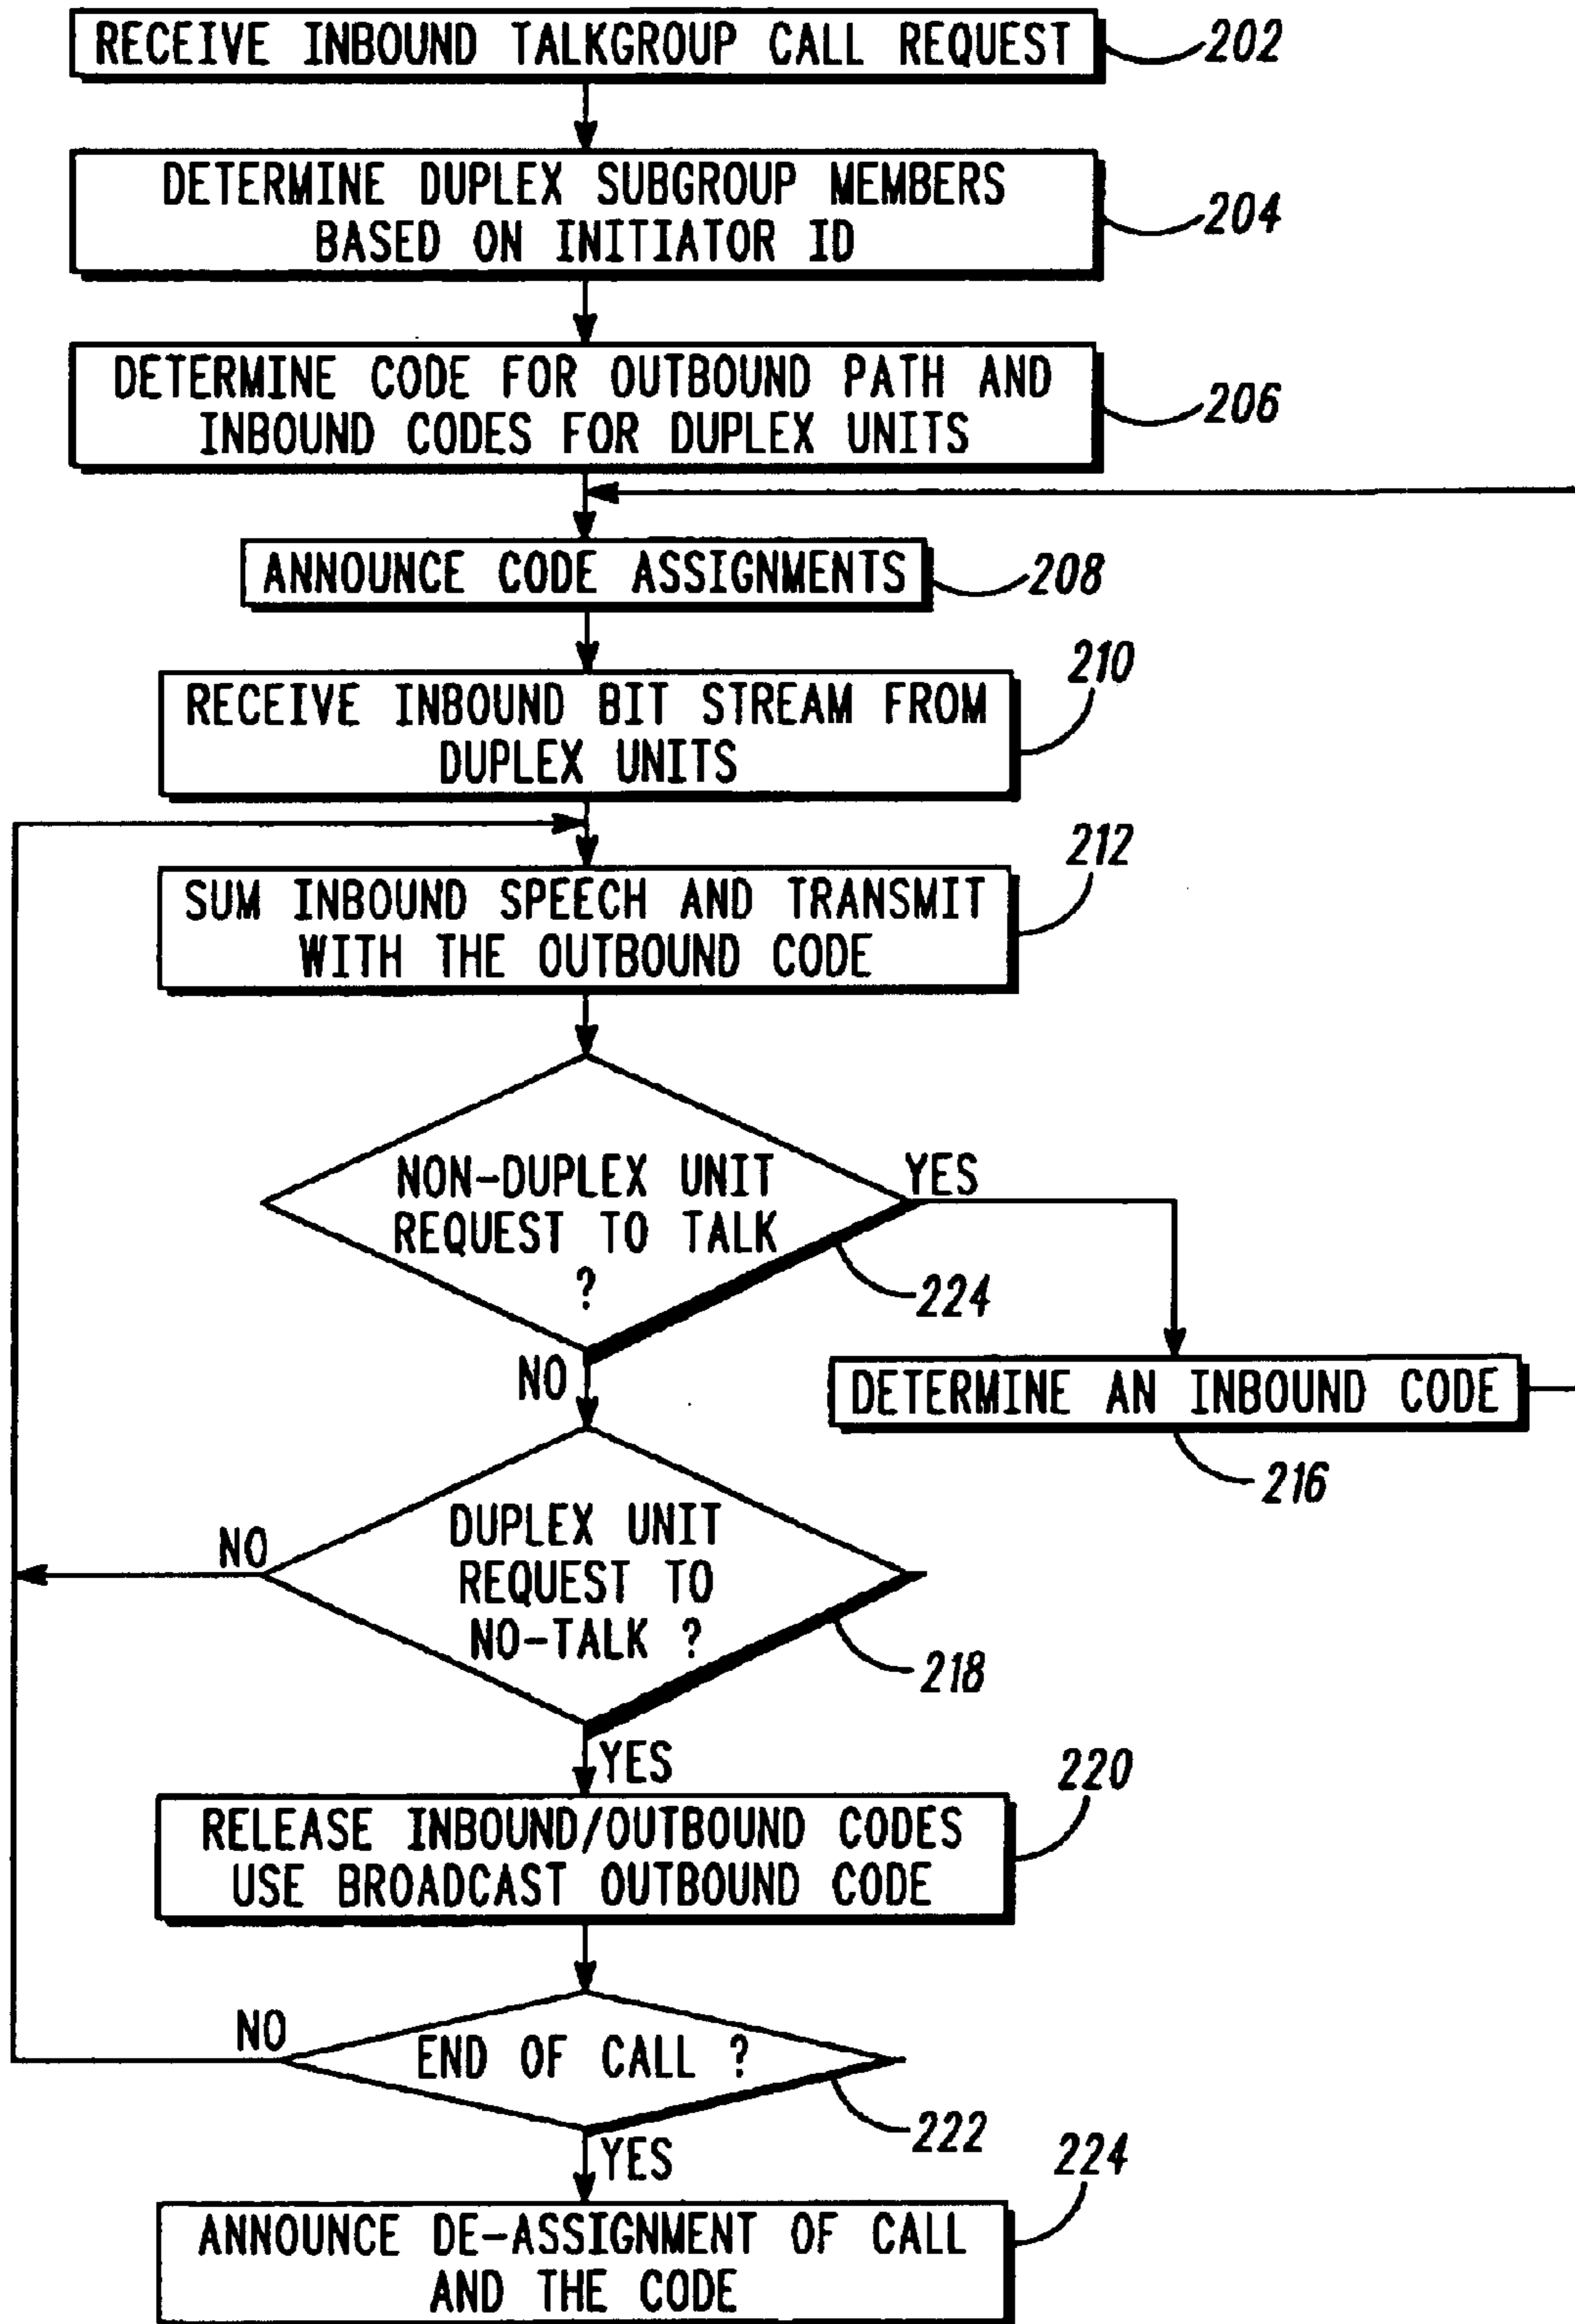 RECEIVE INBOUND TALKGROUP CALL REQUEST
202
DETERMINE DUPLEX SUBGROUP MEMBERS
BASED ON INITIATOR ID
204
DETERMINE CODE FOR OUTBOUND PATH AND
INBOUND CODES FOR DUPLEX UNITS
206
ANNOUNCE CODE ASSIGNMENTS
208
RECEIVE INBOUND BIT STREAM FROM
DUPLEX UNITS
210
SUM INBOUND SPEECH AND TRANSMIT
WITH THE OUTBOUND CODE
212
NON-DUPLEX UNIT
REQUEST TO TALK
?
YES
224
NO
DETERMINE AN INBOUND CODE
216
DUPLEX UNIT
REQUEST TO
NO-TALK ?
NO
218
YES
RELEASE INBOUND/OUTBOUND CODES
USE BROADCAST OUTBOUND CODE
220
END OF CALL ?
NO
222
YES
ANNOUNCE DE-ASSIGNMENT OF CALL
AND THE CODE
224